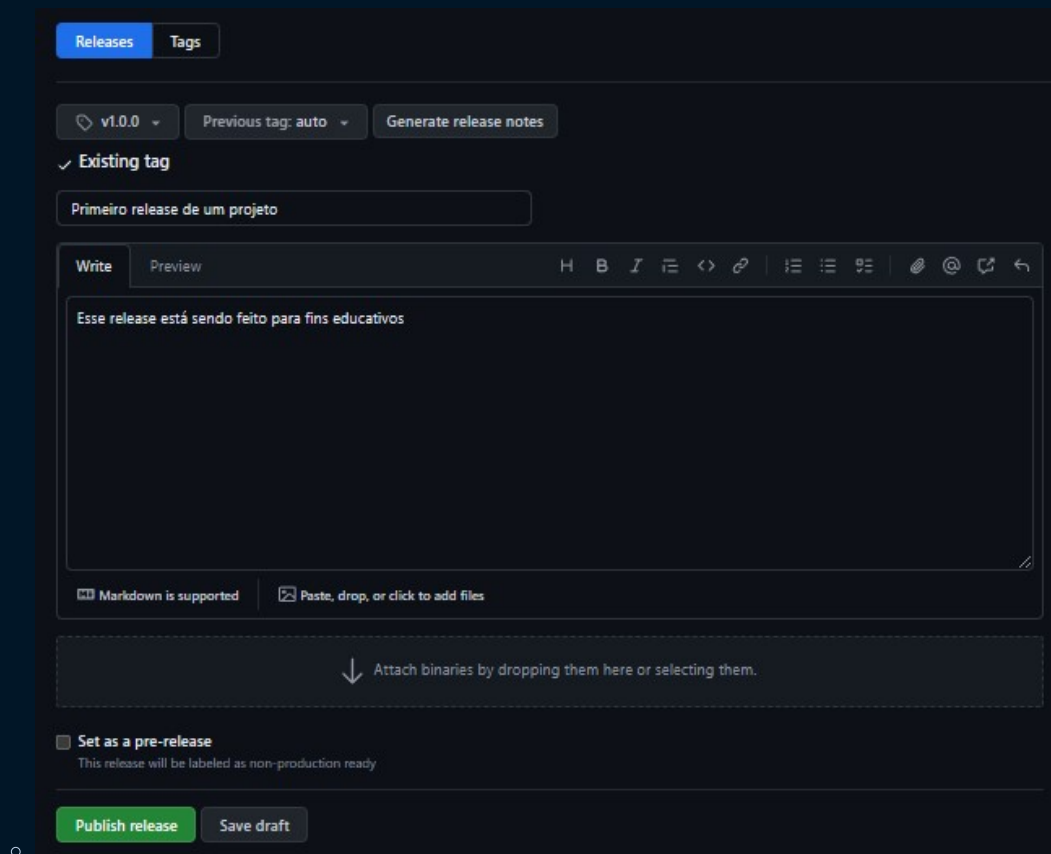 Releases Tags
v1.0.0 Previous tag: auto Generate release notes
Existing tag
Primeiro release de um projeto
Write Preview
Esse release está sendo feito para fins educativos
Markdown is supported Paste, drop, or click to add files
Attach binaries by dropping them here or selecting them.
Set as a pre-release
This release will be labeled as non-production ready
Publish release Save draft